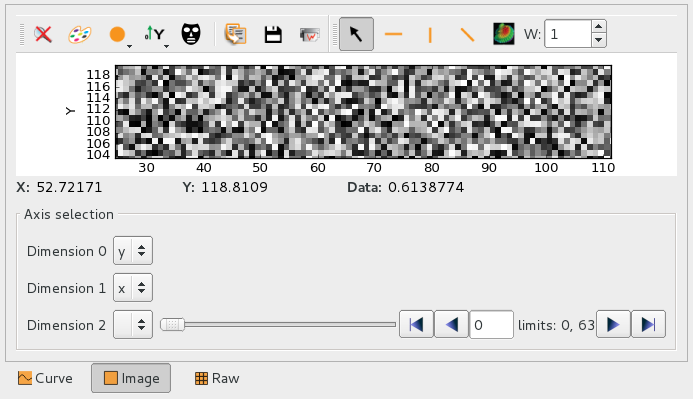 Y W: 1
118
116
114
112
110
108
106
104
Y
30 40 50 60 70 80 90 100 110
X: 52.72171 Y: 118.8109 Data: 0.6138774
Axis selection
Dimension 0 y
Dimension 1 x
Dimension 2 0 limits: 0, 63
Curve Image Raw